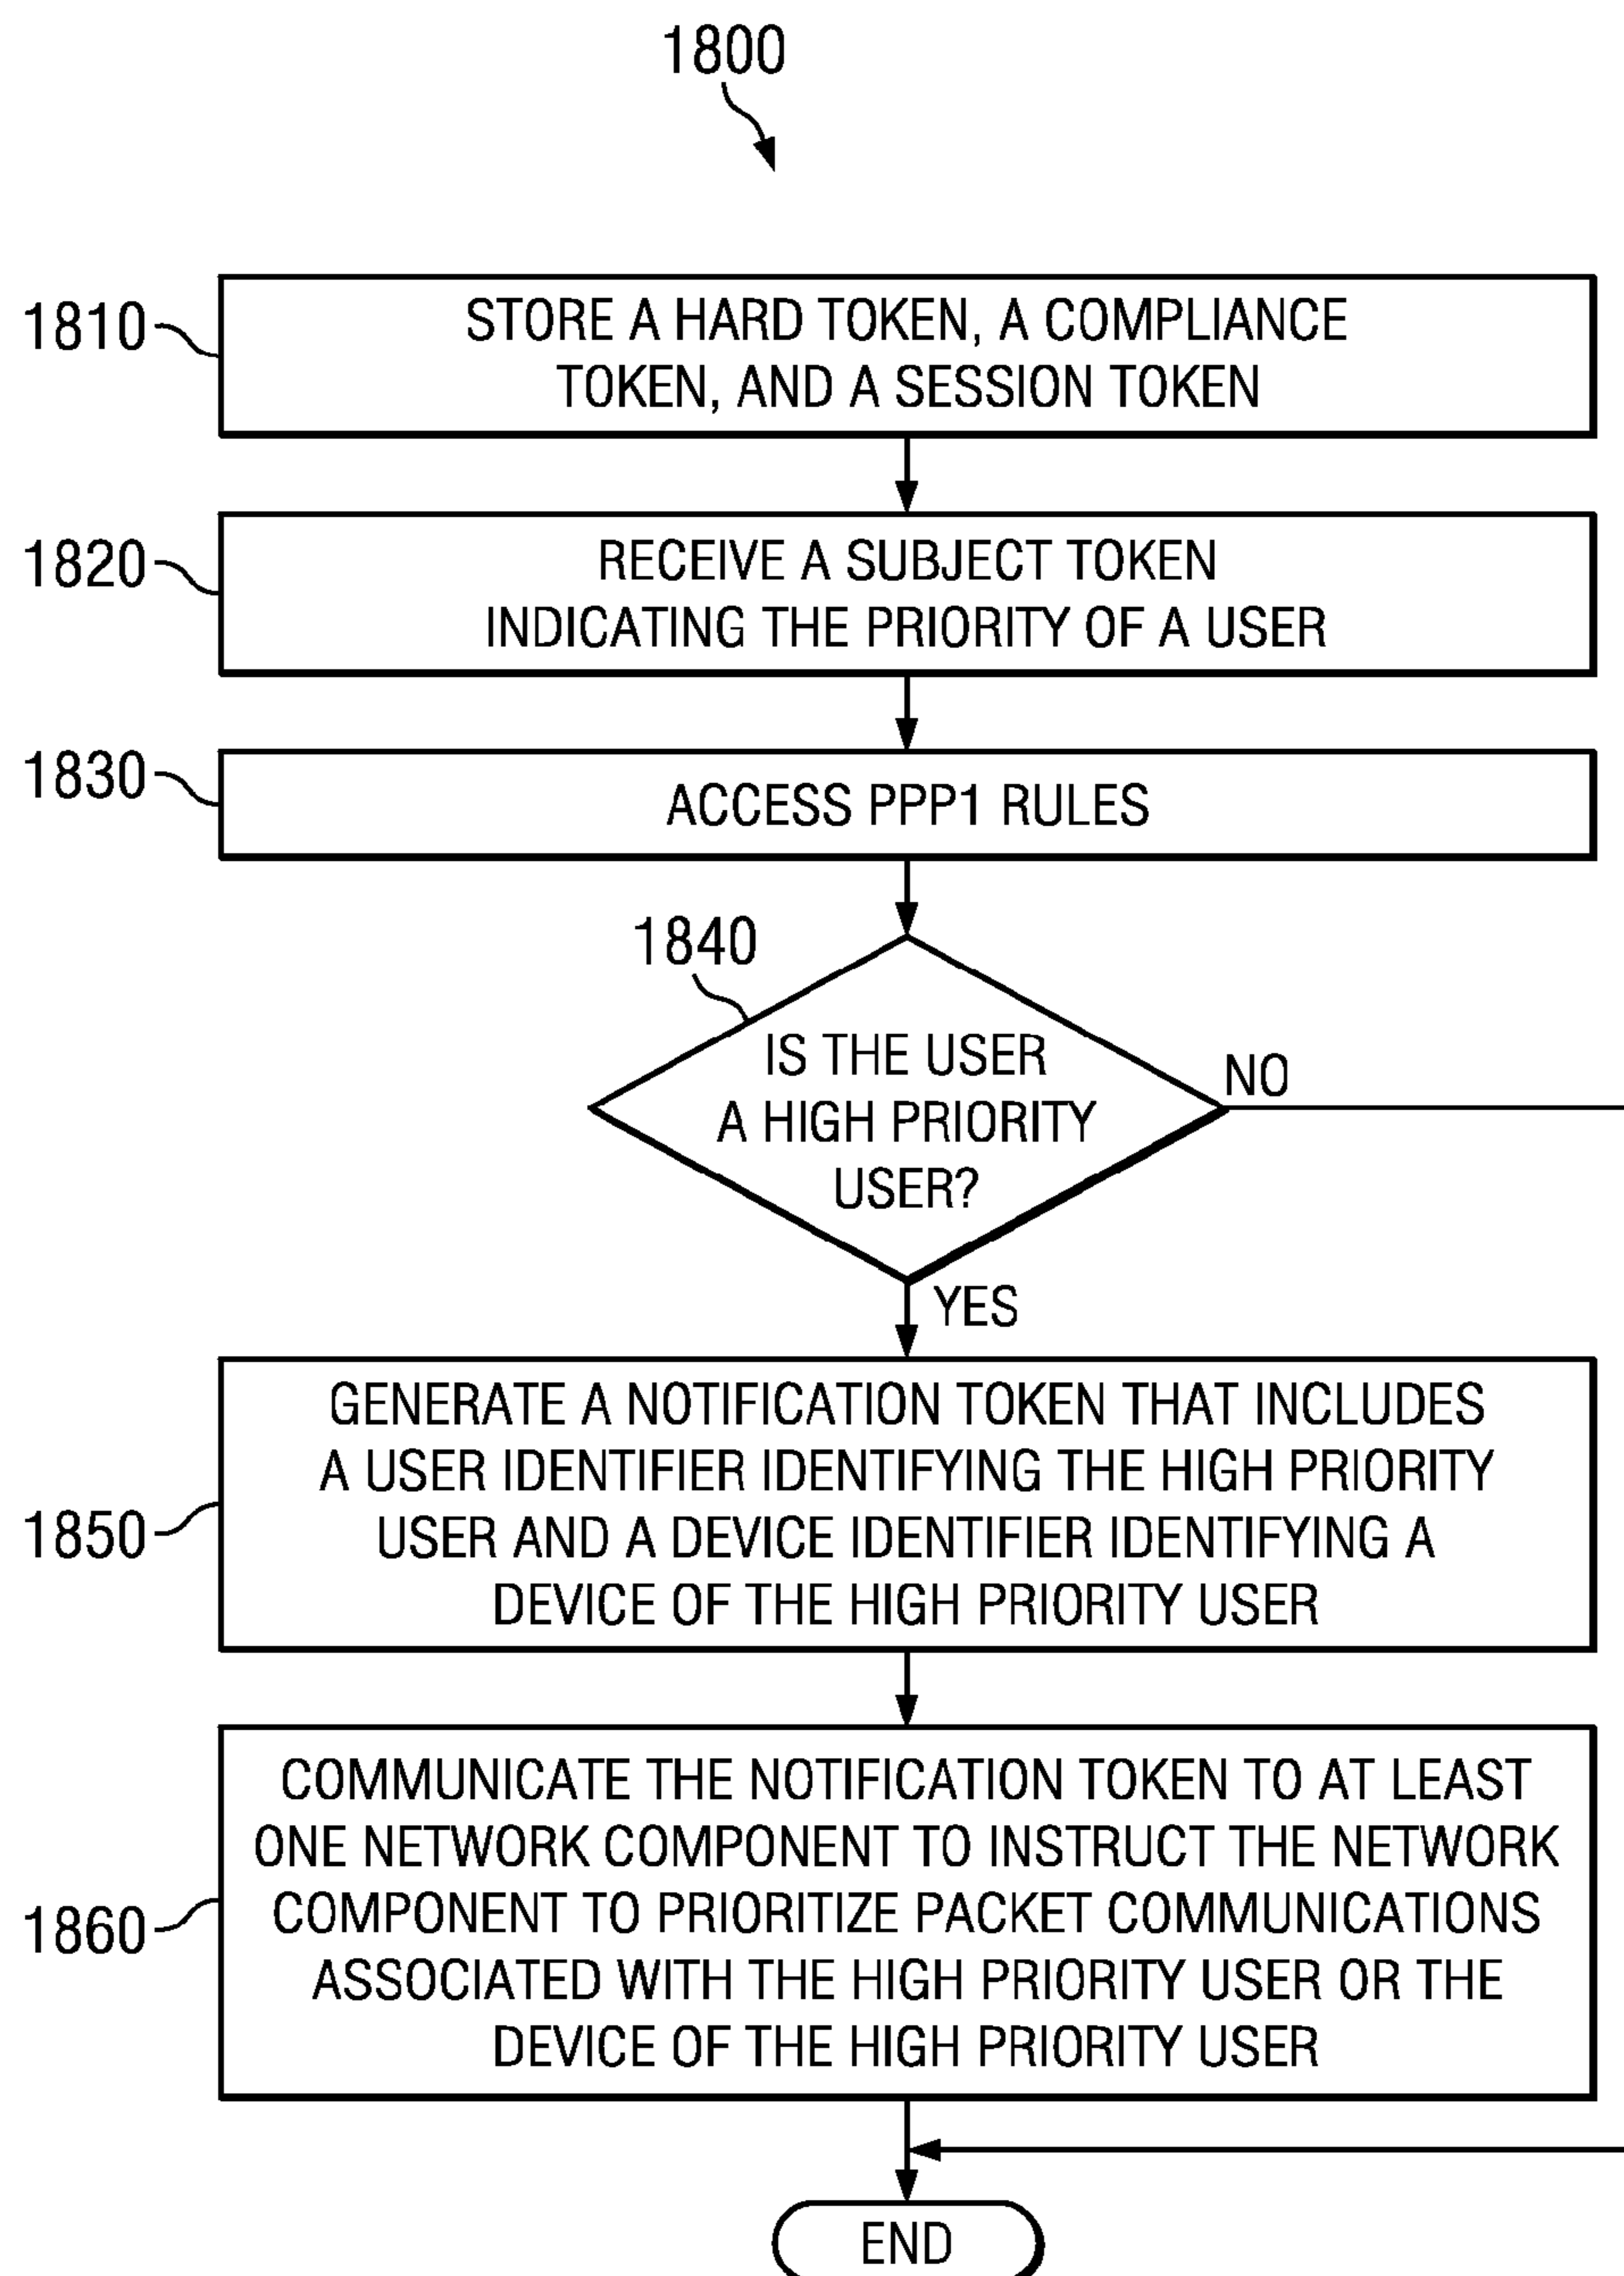 1800
1810
STORE A HARD TOKEN, A COMPLIANCE
TOKEN, AND A SESSION TOKEN
1820
RECEIVE A SUBJECT TOKEN
INDICATING THE PRIORITY OF A USER
1830
ACCESS PPP1 RULES
1840
IS THE USER
A HIGH PRIORITY
USER?
NO
YES
1850
GENERATE A NOTIFICATION TOKEN THAT INCLUDES
A USER IDENTIFIER IDENTIFYING THE HIGH PRIORITY
USER AND A DEVICE IDENTIFIER IDENTIFYING A
DEVICE OF THE HIGH PRIORITY USER
1860
COMMUNICATE THE NOTIFICATION TOKEN TO AT LEAST
ONE NETWORK COMPONENT TO INSTRUCT THE NETWORK
COMPONENT TO PRIORITIZE PACKET COMMUNICATIONS
ASSOCIATED WITH THE HIGH PRIORITY USER OR THE
DEVICE OF THE HIGH PRIORITY USER
END